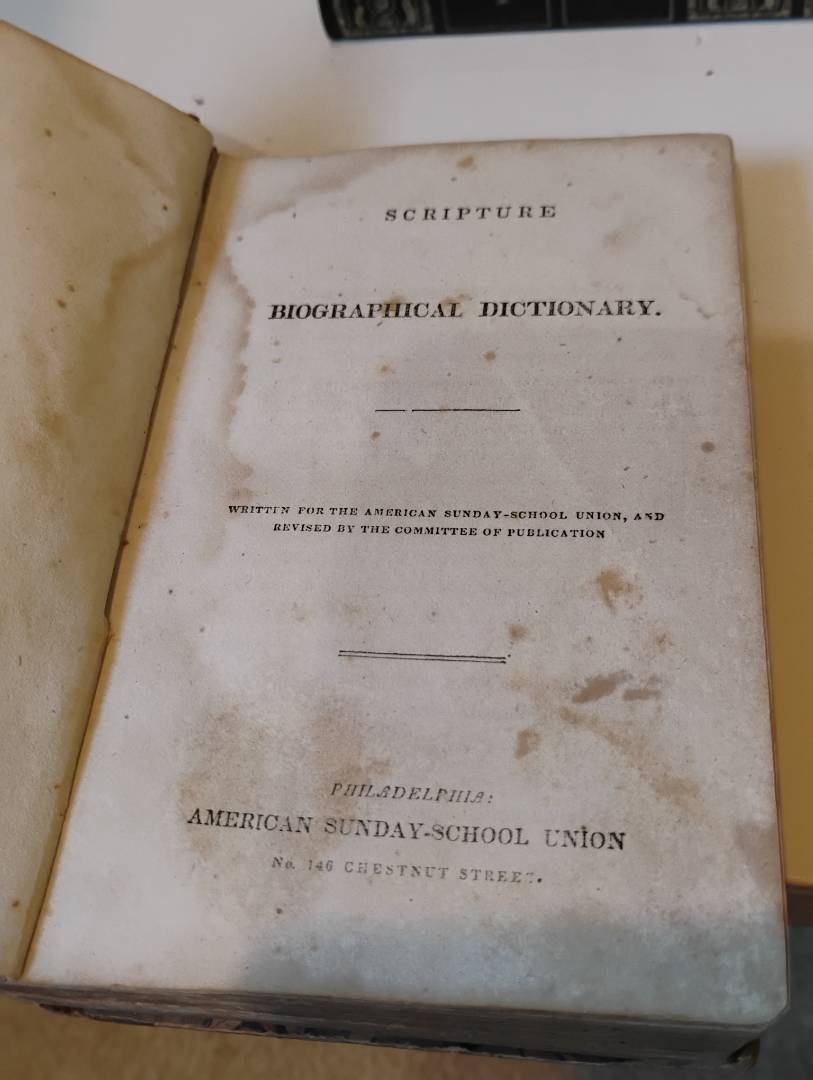 SCRIPTURE
BIOGRAPHICAL DICTIONARY.
WRITTEN FOR THE AMERICAN SUNDAY-SCHOOL UNION, AND
REVISED BY THE COMMITTEE OF PUBLICATION
PHILADELPHIA:
AMERICAN SUNDAY-SCHOOL UNION
No. 146 CHESTNUT STREET.